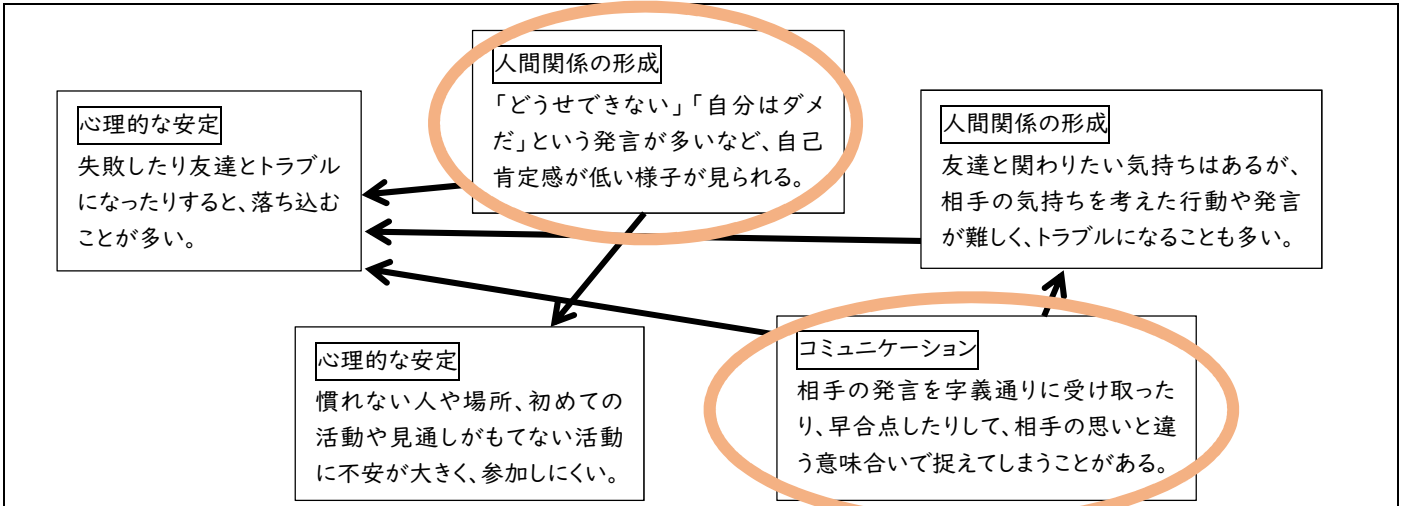 人間関係の形成
「どうせできない」「自分はダメ
だ」という発言が多いなど、自己
肯定感が低い様子が見られる。
心理的な安定
失敗したり友達とトラブル
になったりすると、落ち込む
ことが多い。
人間関係の形成
友達と関わりたい気持ちはあるが、
相手の気持ちを考えた行動や発言
が難しく、トラブルになることも多い。
心理的な安定
慣れない人や場所、初めての
活動や見通しがもてない活動
に不安が大きく、参加しにくい。
コミュニケーション
相手の発言を字義通りに受け取った
り、早合点したりして、相手の思いと違
う意味合いで捉えてしまうことがある。